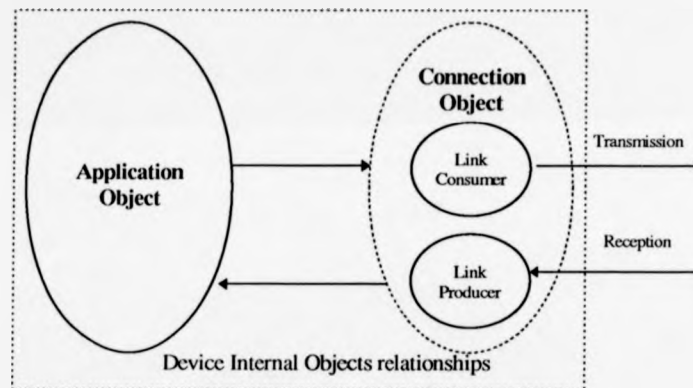 Application
Object
Connection
Object
Link
Consumer
Transmission
Link
Producer
Reception
Device Internal Objects relationships